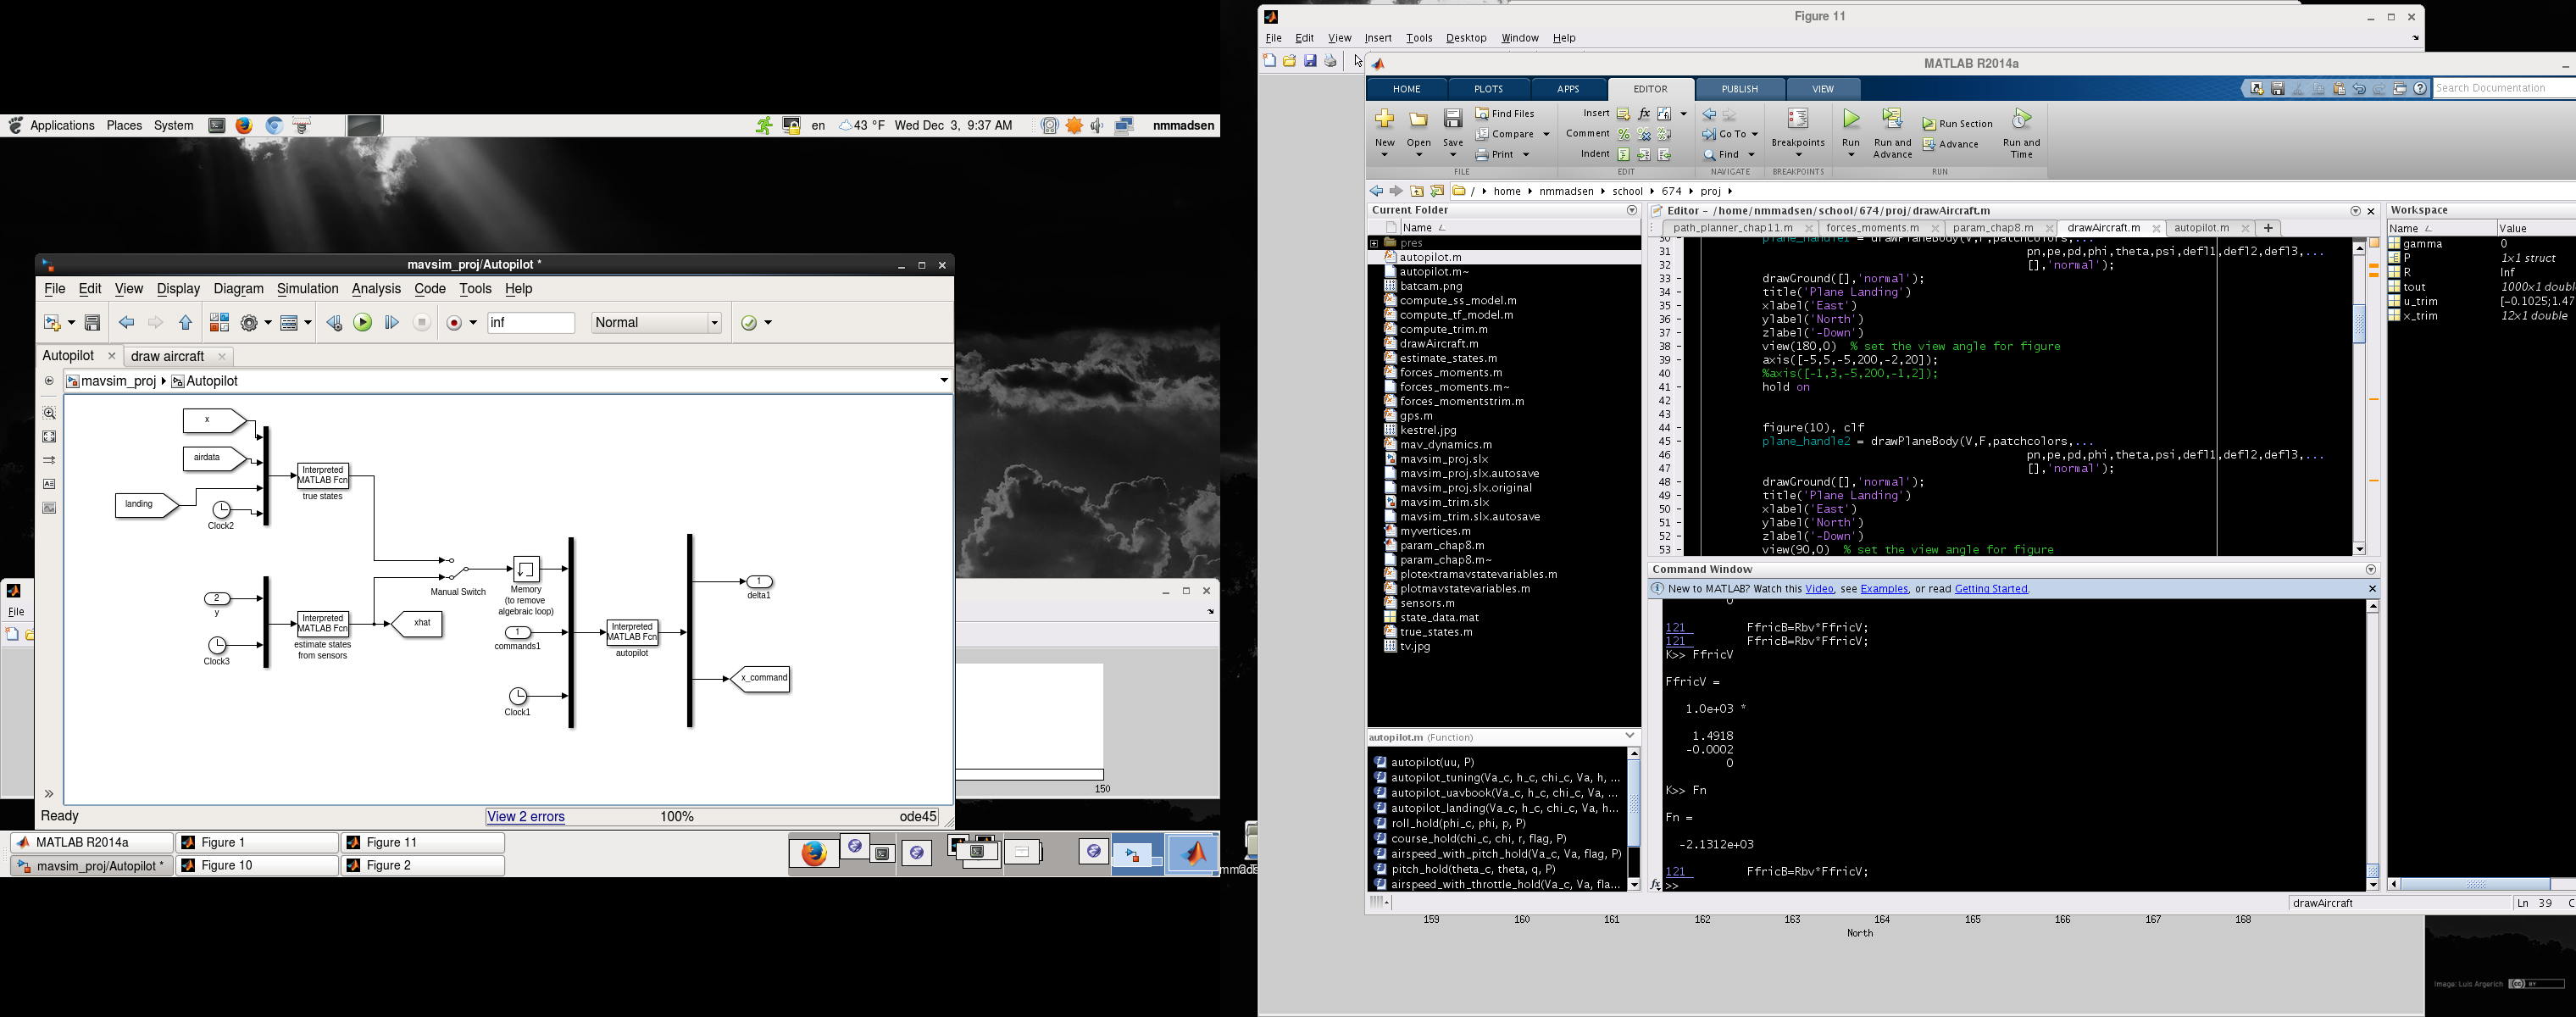 Applications Places System
en 43 °F Wed Dec 3, 9:37 AM nmmadsen
mavsim_proj/Autopilot *
File Edit View Display Diagram Simulation Analysis Code Tools Help
inf Normal
Autopilot draw aircraft
mavsim_proj Autopilot
x
airdata
landing
Clock2
Interpreted
MATLAB Fcn
true states
2
y
Clock3
Interpreted
MATLAB Fcn
estimate states
from sensors
xhat
Manual Switch
Memory
(to remove
algebraic loop)
1
commands1
Clock1
Interpreted
MATLAB Fcn
autopilot
1
delta1
x_command
Ready View 2 errors 100% ode45
File
150
MATLAB R2014a Figure 1 Figure 11
mavsim_proj/Autopilot * Figure 10 Figure 2
Figure 11
File Edit View Insert Tools Desktop Window Help
MATLAB R2014a
HOME PLOTS APPS EDITOR PUBLISH VIEW
Search Documentation
New Open Save
Find Files
Compare
Print
Insert
Comment
Indent
Go To
Find
Breakpoints
Run
Run and
Advance
Run Section
Advance
Run and
Time
FILE EDIT NAVIGATE BREAKPOINTS RUN
/ home nmmadsen school 674 proj
Current Folder
Name
pres
autopilot.m
autopilot.m~
batcam.png
compute_ss_model.m
compute_tf_model.m
compute_trim.m
drawAircraft.m
estimate_states.m
forces_moments.m
forces_moments.m~
forces_momentstrim.m
gps.m
kestrel.jpg
mav_dynamics.m
mavsim_proj.slx
mavsim_proj.slx.autosave
mavsim_proj.slx.original
mavsim_trim.slx
mavsim_trim.slx.autosave
myvertices.m
param_chap8.m
param_chap8.m~
plotextramavstatevariables.m
plotmavstatevariables.m
sensors.m
state_data.mat
true_states.m
tv.jpg
autopilot.m (Function)
autopilot(uu, P)
autopilot_tuning(Va_c, h_c, chi_c, Va, h, ...
autopilot_uavbook(Va_c, h_c, chi_c, Va, ...
autopilot_landing(Va_c, h_c, chi_c, Va, h...
roll_hold(phi_c, phi, p, P)
course_hold(chi_c, chi, r, flag, P)
airspeed_with_pitch_hold(Va_c, Va, flag, P)
pitch_hold(theta_c, theta, q, P)
airspeed_with_throttle_hold(Va_c, Va, fla...
Editor - /home/nmmadsen/school/674/proj/drawAircraft.m
path_planner_chap11.m forces_moments.m param_chap8.m drawAircraft.m autopilot.m
30 plane_handle1 = drawPlaneBody(V,F,patchcolors,...
31 pn,pe,pd,phi,theta,psi,defl1,defl2,defl3,...
32 [],'normal');
33 drawGround([],'normal');
34 title('Plane Landing')
35 xlabel('East')
36 ylabel('North')
37 zlabel('-Down')
38 view(180,0) % set the view angle for figure
39 axis([-5,5,-5,200,-2,20]);
40 %axis([-1,3,-5,200,-1,2]);
41 hold on
42
43
44 figure(10), clf
45 plane_handle2 = drawPlaneBody(V,F,patchcolors,...
46 pn,pe,pd,phi,theta,psi,defl1,defl2,defl3,...
47 [],'normal');
48 drawGround([],'normal');
49 title('Plane Landing')
50 xlabel('East')
51 ylabel('North')
52 zlabel('-Down')
53 view(90,0) % set the view angle for figure
Command Window
New to MATLAB? Watch this Video, see Examples, or read Getting Started.
0
121 FfricB=Rbv*FfricV;
121 FfricB=Rbv*FfricV;
K>> FfricV
FfricV =
1.0e+03 *
1.4918
-0.0002
0
K>> Fn
Fn =
-2.1312e+03
121 FfricB=Rbv*FfricV;
>>
Workspace
Name Value
gamma 0
P 1x1 struct
R Inf
tout 1000x1 doubl
u_trim [-0.1025;1.47
x_trim 12x1 double
drawAircraft Ln 39 C
159 160 161 162 163 164 165 166 167 168
North
Image: Luis Argerich